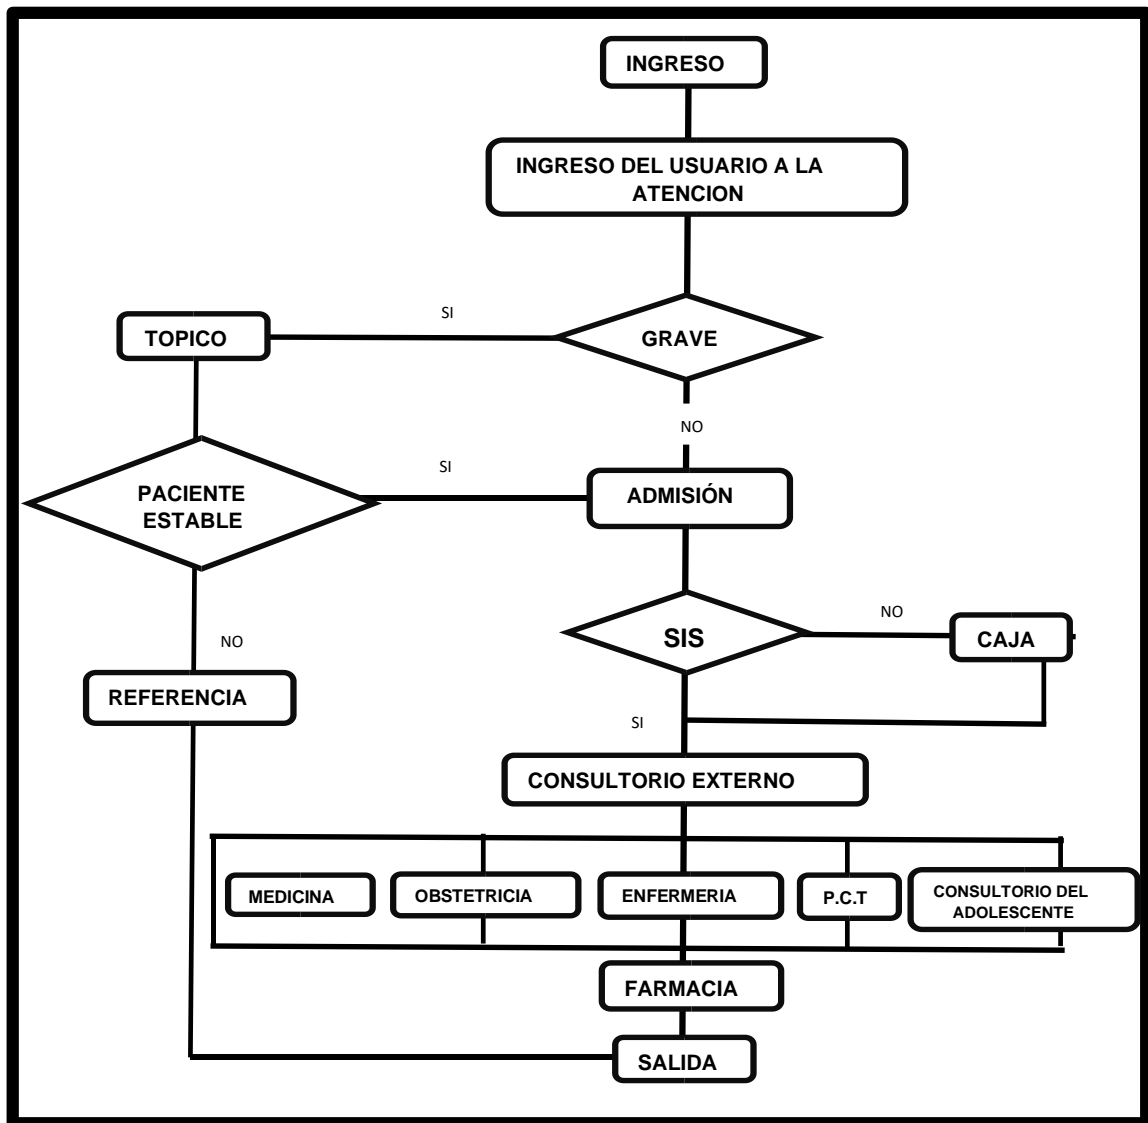 INGRESO
INGRESO DEL USUARIO A LA
ATENCION
SI
TOPICO
GRAVE
NO
SI
PACIENTE
ESTABLE
ADMISIÓN
NO
SIS
CAJA
NO
REFERENCIA
SI
CONSULTORIO EXTERNO
MEDICINA
OBSTETRICIA
ENFERMERIA
P.C.T
CONSULTORIO DEL
ADOLESCENTE
FARMACIA
SALIDA